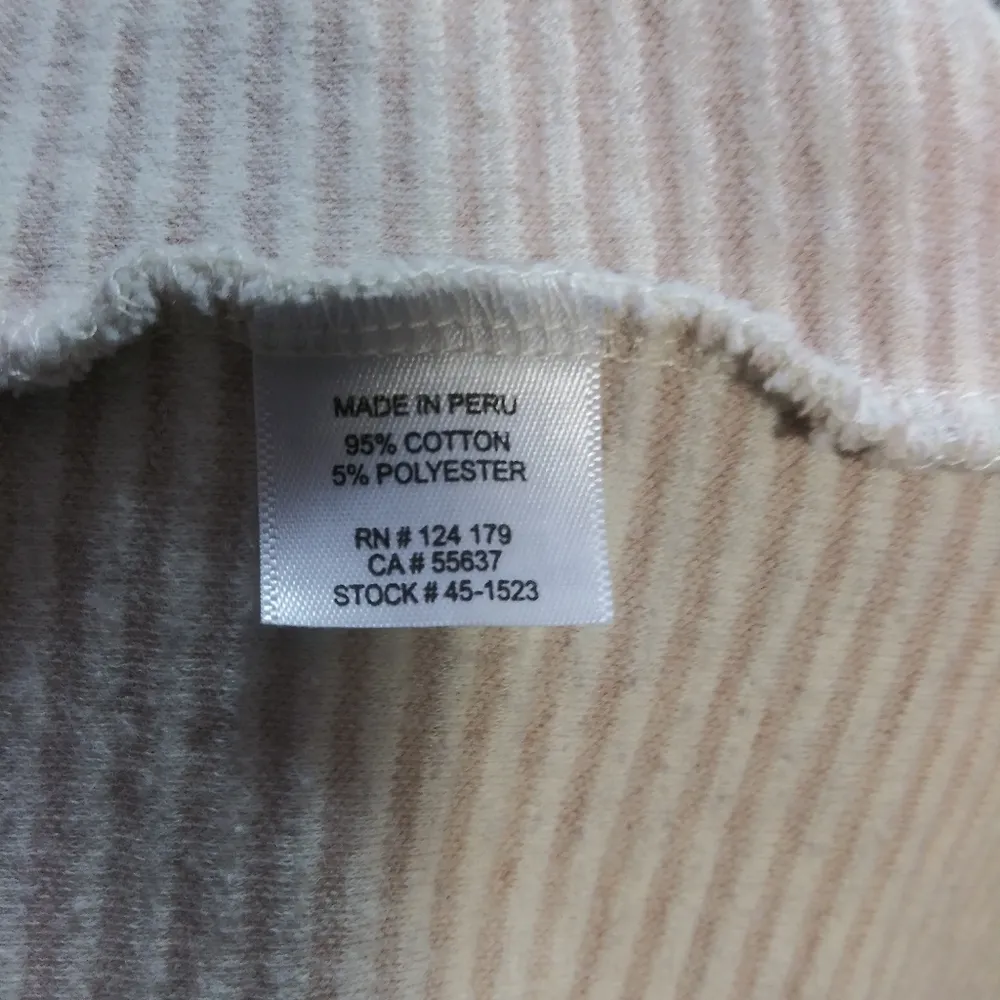 MADE IN PERU
95% COTTON
5% POLYESTER
RN # 124 179
CA # 55637
STOCK # 45-1523